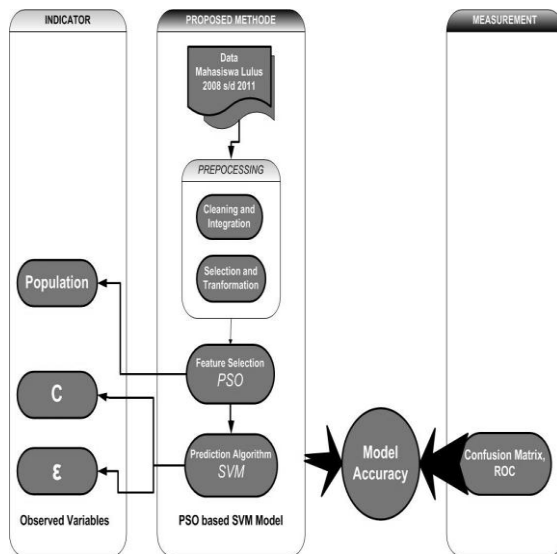 INDICATOR
Population
C
ε
Observed Variables
PROPOSED METHODE
Data
Mahasiswa Lulus
2008 s/d 2011
PREPOCESSING
Cleaning and
Integration
Selection and
Tranformation
Feature Selection
PSO
Prediction Algorithm
SVM
PSO based SVM Model
Model
Accuracy
MEASUREMENT
Confusion Matrix,
ROC